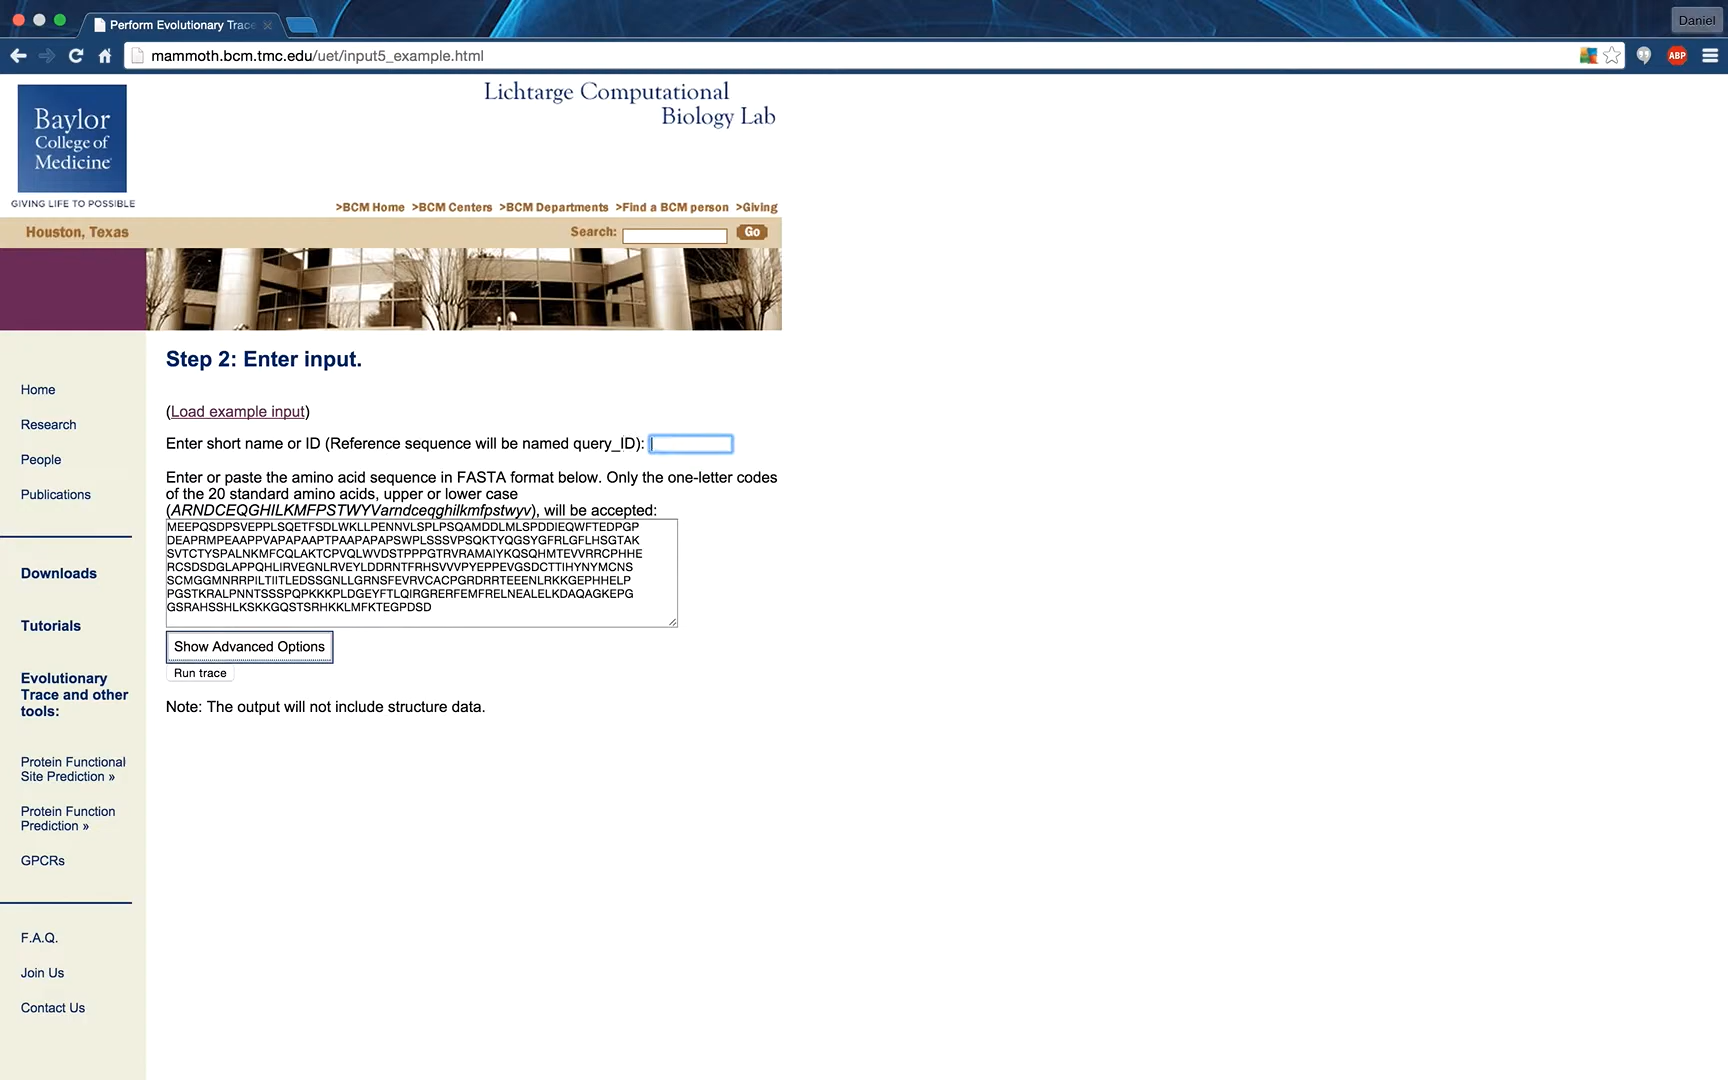 Perform Evolutionary Trace
Daniel
mammoth.bcm.tmc.edu/uet/input5_example.html
ABP
Baylor
College of
Medicine
GIVING LIFE TO POSSIBLE
Lichtarge Computational
Biology Lab
>BCM Home >BCM Centers >BCM Departments >Find a BCM person >Giving
Houston, Texas
Search:
Go
Home
Research
People
Publications
Downloads
Tutorials
Evolutionary
Trace and other
tools:
Protein Functional
Site Prediction »
Protein Function
Prediction »
GPCRs
F.A.Q.
Join Us
Contact Us
Step 2: Enter input.
(Load example input)
Enter short name or ID (Reference sequence will be named query_ID):
Enter or paste the amino acid sequence in FASTA format below. Only the one-letter codes
of the 20 standard amino acids, upper or lower case
(ARNDCEQGHILKMFPSTWYVarndceqghilkmfpstwyv), will be accepted:
MEEPQSDPSVEPPLSQETFSDLWKLLPENNVLSPLPSQAMDDLMLSPDDIEQWFTEDPGP
DEAPRMPEAAPPVAPAPAAPTPAAPAPAPSWPLSSSVPSQKTYQGSYGFRLGFLHSGTAK
SVTCTYSPALNKMFCQLAKTCPVQLWVDSTPPPGTRVRAMAIYKQSQHMTEVVRRCPHHE
RCSDSDGLAPPQHLIRVEGNLRVEYLDDRNTFRHSVVVPYEPPEVGSDCTTIHYNYMCNS
SCMGGMNRRPILTIITLEDSSGNLLGRNSFEVRVCACPGRDRRTEEENLRKKGEPHHELP
PGSTKRALPNNTSSSPQPKKKPLDGEYFTLQIRGRERFEMFRELNEALELKDAQAGKEPG
GSRAHSSHLKSKKGQSTSRHKKLMFKTEGPDSD
Show Advanced Options
Run trace
Note: The output will not include structure data.